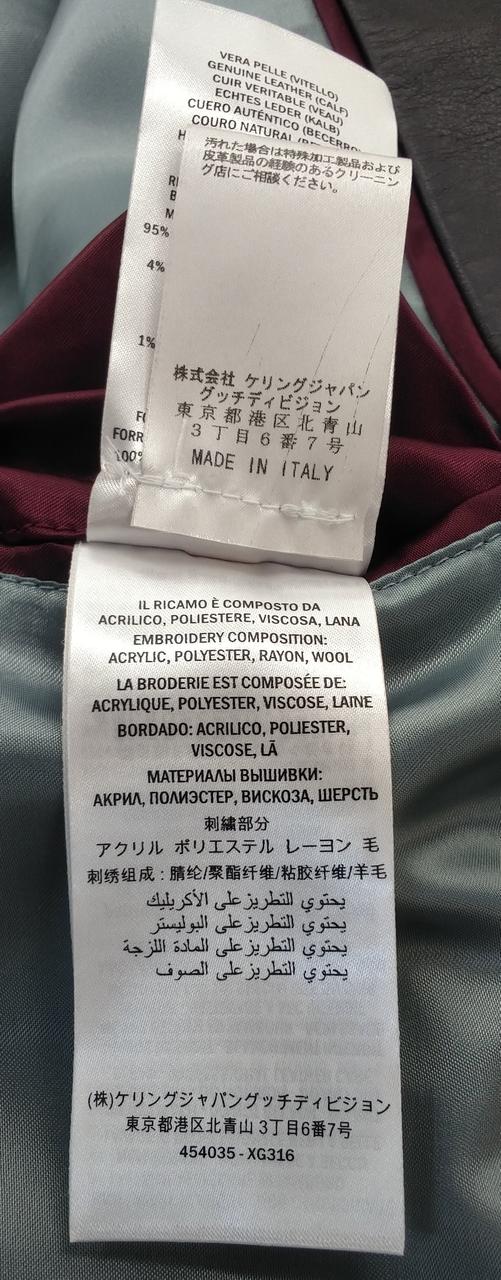 VERA PELLE (VITELLO)
GENUINE LEATHER (CALF)
CUIR VERITABLE (VEAU)
ECHTES LEDER (KALB)
CUERO AUTÉNTICO (BECERRO)
COURO NATURAL
95%
4%
1%
100%
汚れた場合は特殊加工製品および
皮革製品の経験のあるクリーニン
グ店にご相談ください。
株式会社 ケリングジャパン
グッチディビジョン
東京都港区北青山
3丁目6番7号
MADE IN ITALY
IL RICAMO È COMPOSTO DA
ACRILICO, POLIESTERE, VISCOSA, LANA
EMBROIDERY COMPOSITION:
ACRYLIC, POLYESTER, RAYON, WOOL
LA BRODERIE EST COMPOSÉE DE:
ACRYLIQUE, POLYESTER, VISCOSE, LAINE
BORDADO: ACRILICO, POLIESTER,
VISCOSE, LÃ
МАТЕРИАЛЫ ВЫШИВКИ:
АКРИЛ, ПОЛИЭСТЕР, ВИСКОЗА, ШЕРСТЬ
刺繍部分
アクリル ポリエステル レーヨン 毛
刺绣组成 : 腈纶/聚酯纤维/粘胶纤维/羊毛
يحتوي التطريز على الأكريليك
يحتوي التطريز على البوليستر
يحتوي التطريز على المادة اللزجة
يحتوي التطريز على الصوف
(株)ケリングジャパングッチディビジョン
東京都港区北青山 3丁目6番7号
454035 - XG316